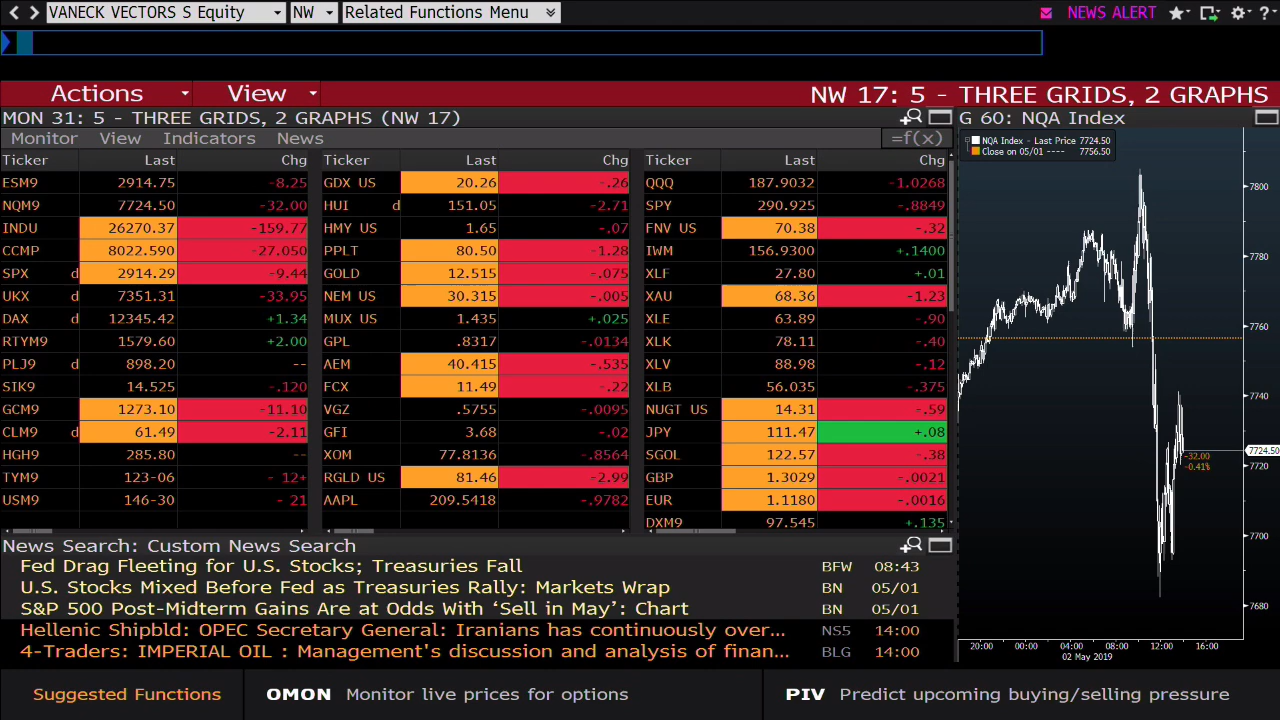 VANECK VECTORS S Equity NW Related Functions Menu NEWS ALERT ?
Actions View NW 17: 5 - THREE GRIDS, 2 GRAPHS
MON 31: 5 - THREE GRIDS, 2 GRAPHS (NW 17)
Monitor View Indicators News =f(x)
Ticker Last Chg Ticker Last Chg Ticker Last Chg
ESM9 2914.75 -8.25 GDX US 20.26 -.26 QQQ 187.9032 -1.0268
NQM9 7724.50 -32.00 HUI d 151.05 -2.71 SPY 290.925 -.8849
INDU 26270.37 -159.77 HMY US 1.65 -.07 FNV US 70.38 -.32
CCMP 8022.590 -27.050 PPLT 80.50 -1.28 IWM 156.9300 +.1400
SPX d 2914.29 -9.44 GOLD 12.515 -.075 XLF 27.80 +.01
UKX d 7351.31 -33.95 NEM US 30.315 -.005 XAU 68.36 -1.23
DAX d 12345.42 +1.34 MUX US 1.435 +.025 XLE 63.89 -.90
RTYM9 1579.60 +2.00 GPL .8317 -.0134 XLK 78.11 -.40
PLJ9 d 898.20 -- AEM 40.415 -.535 XLV 88.98 -.12
SIK9 14.525 -.120 FCX 11.49 -.22 XLB 56.035 -.375
GCM9 1273.10 -11.10 VGZ .5755 -.0095 NUGT US 14.31 -.59
CLM9 d 61.49 -2.11 GFI 3.68 -.02 JPY 111.47 +.08
HGH9 285.80 -- XOM 77.8136 -.8564 SGOL 122.57 -.38
TYM9 123-06 - 12+ RGLD US 81.46 -2.99 GBP 1.3029 -.0021
USM9 146-30 - 21 AAPL 209.5418 -.9782 EUR 1.1180 -.0016
DXM9 97.545 +.135
News Search: Custom News Search
Fed Drag Fleeting for U.S. Stocks; Treasuries Fall BFW 08:43
U.S. Stocks Mixed Before Fed as Treasuries Rally: Markets Wrap BN 05/01
S&P 500 Post-Midterm Gains Are at Odds With ‘Sell in May’: Chart BN 05/01
Hellenic Shipbld: OPEC Secretary General: Iranians has continuously over... NS5 14:00
4-Traders: IMPERIAL OIL : Management's discussion and analysis of finan... BLG 14:00
G 60: NQA Index
NQA Index - Last Price 7724.50
Close on 05/01 ---- 7756.50
7800
7780
7760
7740
7724.50
-32.00
-0.41%
7720
7700
7680
20:00 00:00 04:00 08:00 12:00 16:00
02 May 2019
Suggested Functions OMON Monitor live prices for options PIV Predict upcoming buying/selling pressure